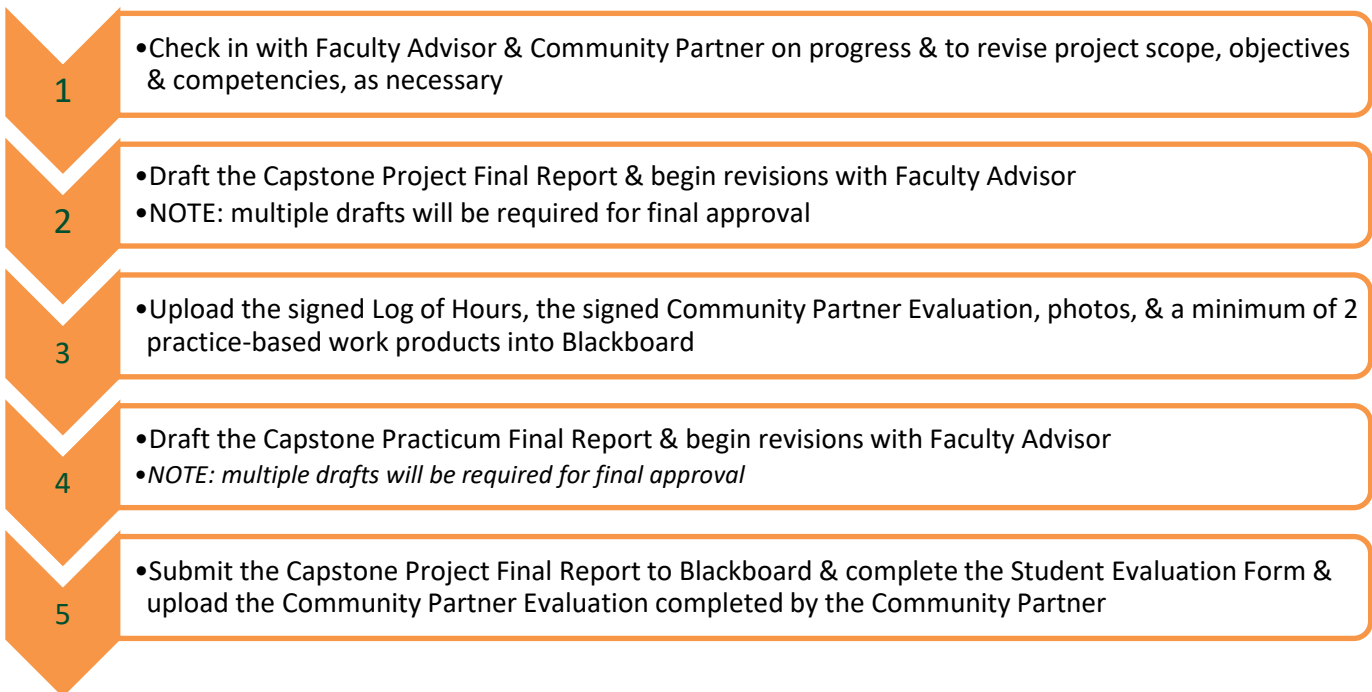 1
•Check in with Faculty Advisor & Community Partner on progress & to revise project scope, objectives
& competencies, as necessary
2
•Draft the Capstone Project Final Report & begin revisions with Faculty Advisor
•NOTE: multiple drafts will be required for final approval
3
•Upload the signed Log of Hours, the signed Community Partner Evaluation, photos, & a minimum of 2
practice-based work products into Blackboard
4
•Draft the Capstone Practicum Final Report & begin revisions with Faculty Advisor
•NOTE: multiple drafts will be required for final approval
5
•Submit the Capstone Project Final Report to Blackboard & complete the Student Evaluation Form &
upload the Community Partner Evaluation completed by the Community Partner